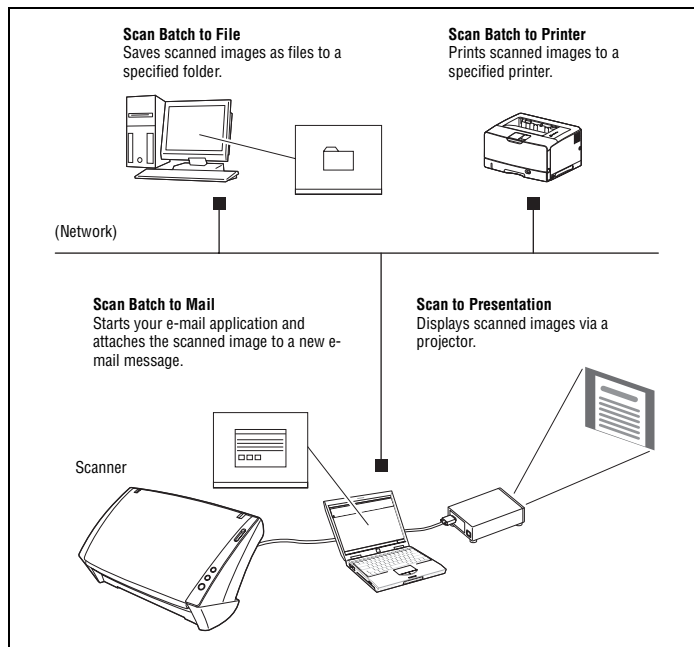 Scan Batch to File
Saves scanned images as files to a
specified folder.
Scan Batch to Printer
Prints scanned images to a
specified printer.
(Network)
Scan Batch to Mail
Starts your e-mail application and
attaches the scanned image to a new e-
mail message.
Scan to Presentation
Displays scanned images via a
projector.
Scanner